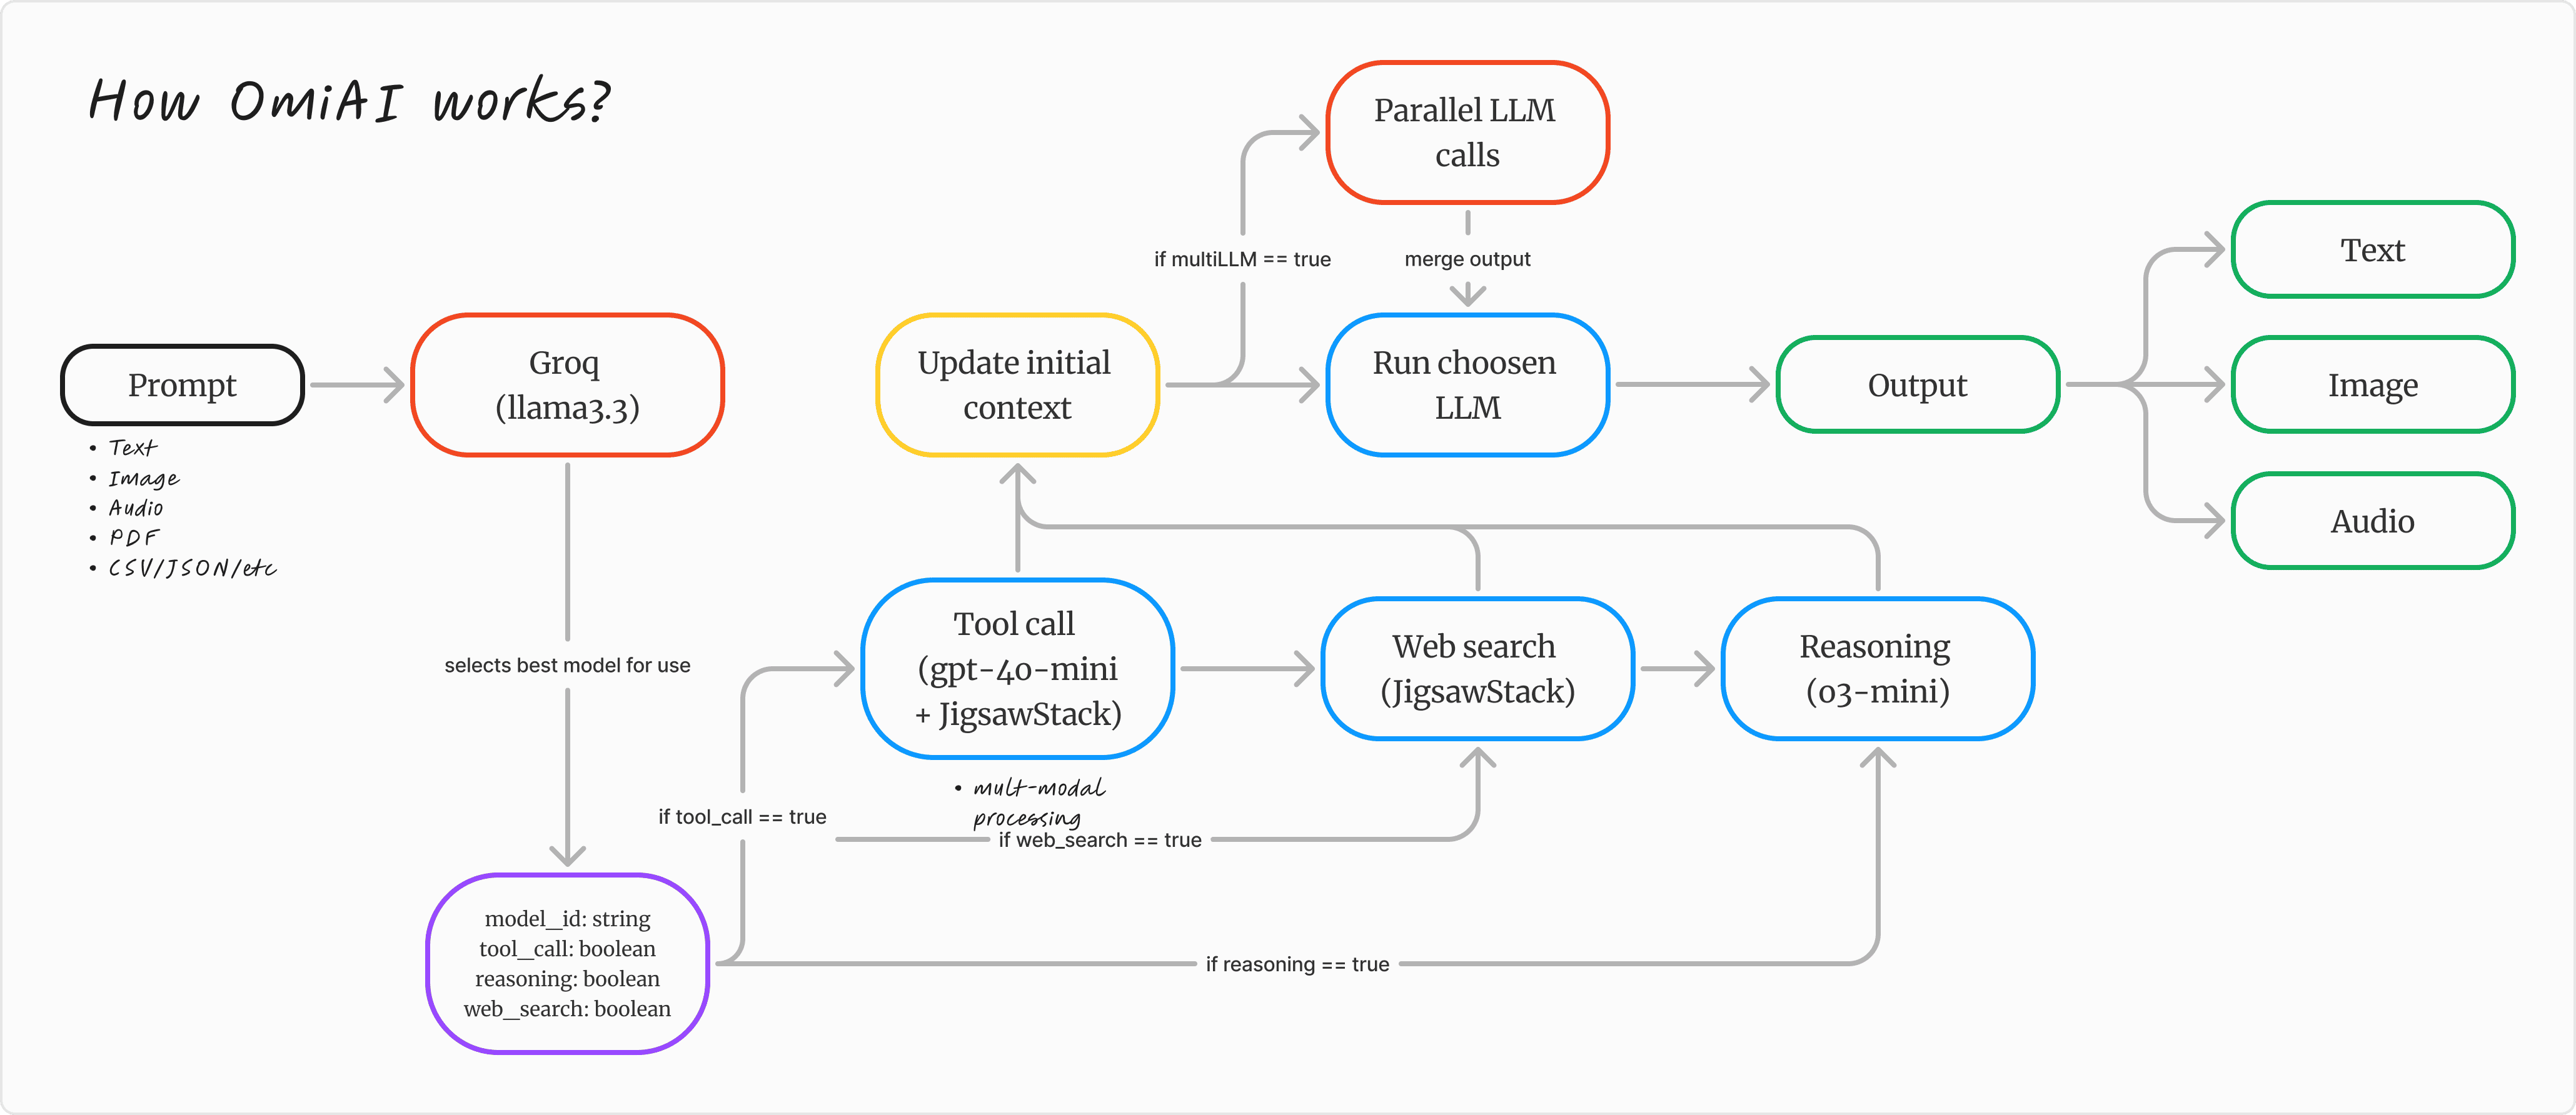 How OmiAI works?
Parallel LLM
calls
if multiLLM == true
merge output
Prompt
• Text
• Image
• Audio
• PDF
• CSV/JSON/etc
Groq
(llama3.3)
Update initial
context
Run choosen
LLM
Output
Text
Image
Audio
selects best model for use
Tool call
(gpt-4o-mini
+ JigsawStack)
• mult-modal
processing
Web search
(JigsawStack)
Reasoning
(o3-mini)
if tool_call == true
if web_search == true
model_id: string
tool_call: boolean
reasoning: boolean
web_search: boolean
if reasoning == true